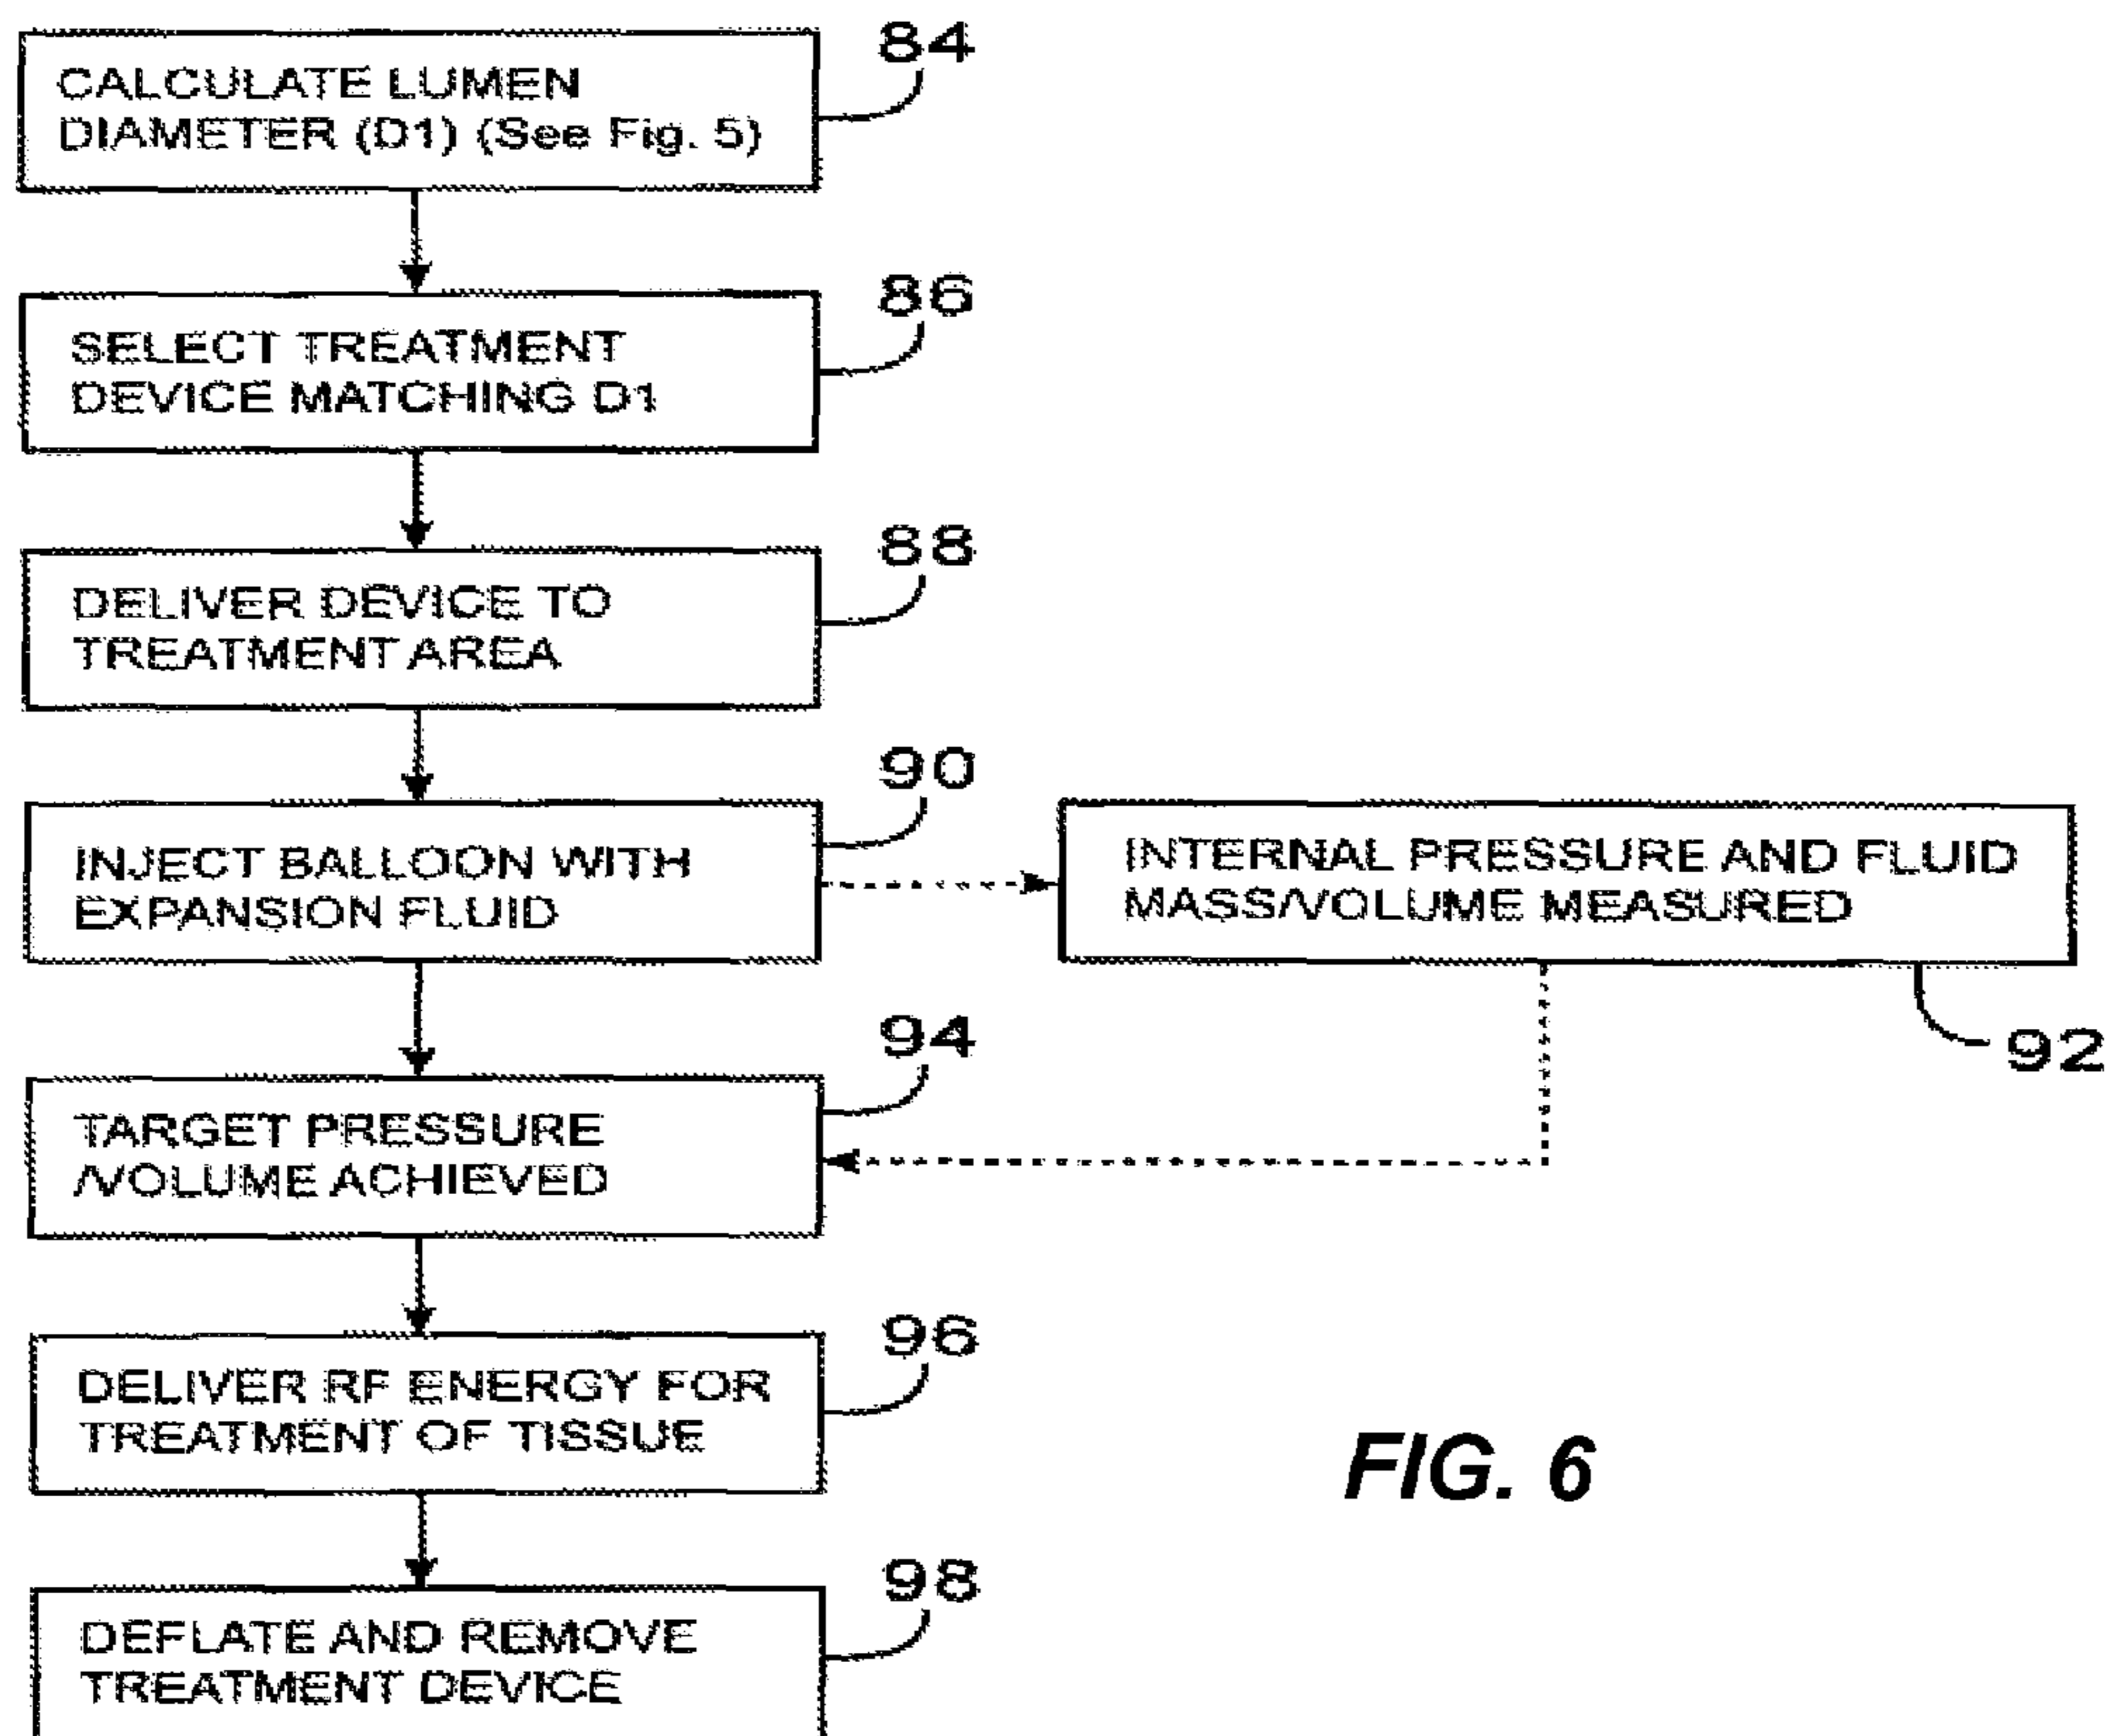 CALCULATE LUMEN
DIAMETER (D1) (See Fig. 5)
84
SELECT TREATMENT
DEVICE MATCHING D1
86
DELIVER DEVICE TO
TREATMENT AREA
88
INJECT BALLOON WITH
EXPANSION FLUID
90
INTERNAL PRESSURE AND FLUID
MASS/VOLUME MEASURED
92
TARGET PRESSURE
/VOLUME ACHIEVED
94
DELIVER RF ENERGY FOR
TREATMENT OF TISSUE
96
DEFLATE AND REMOVE
TREATMENT DEVICE
98
FIG. 6